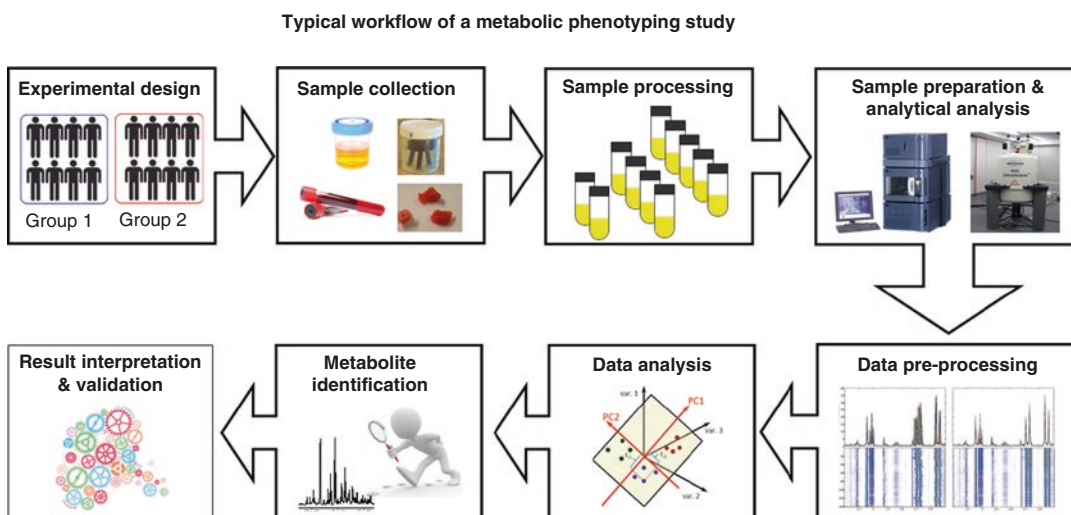 Typical workflow of a metabolic phenotyping study
Experimental design
Group 1
Group 2
Sample collection
Sample processing
Sample preparation &
analytical analysis
Data pre-processing
Data analysis
var. 1
PC1
PC2
var. 3
var. 2
Metabolite
identification
Result interpretation
& validation